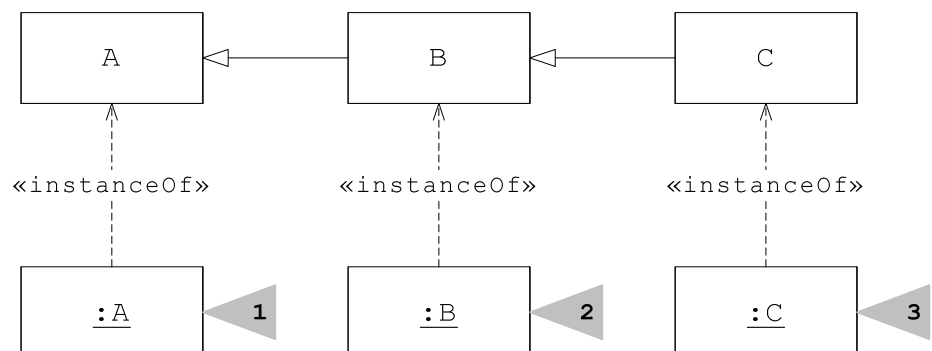 A B C
«instanceOf» «instanceOf» «instanceOf»
:A 1 :B 2 :C 3